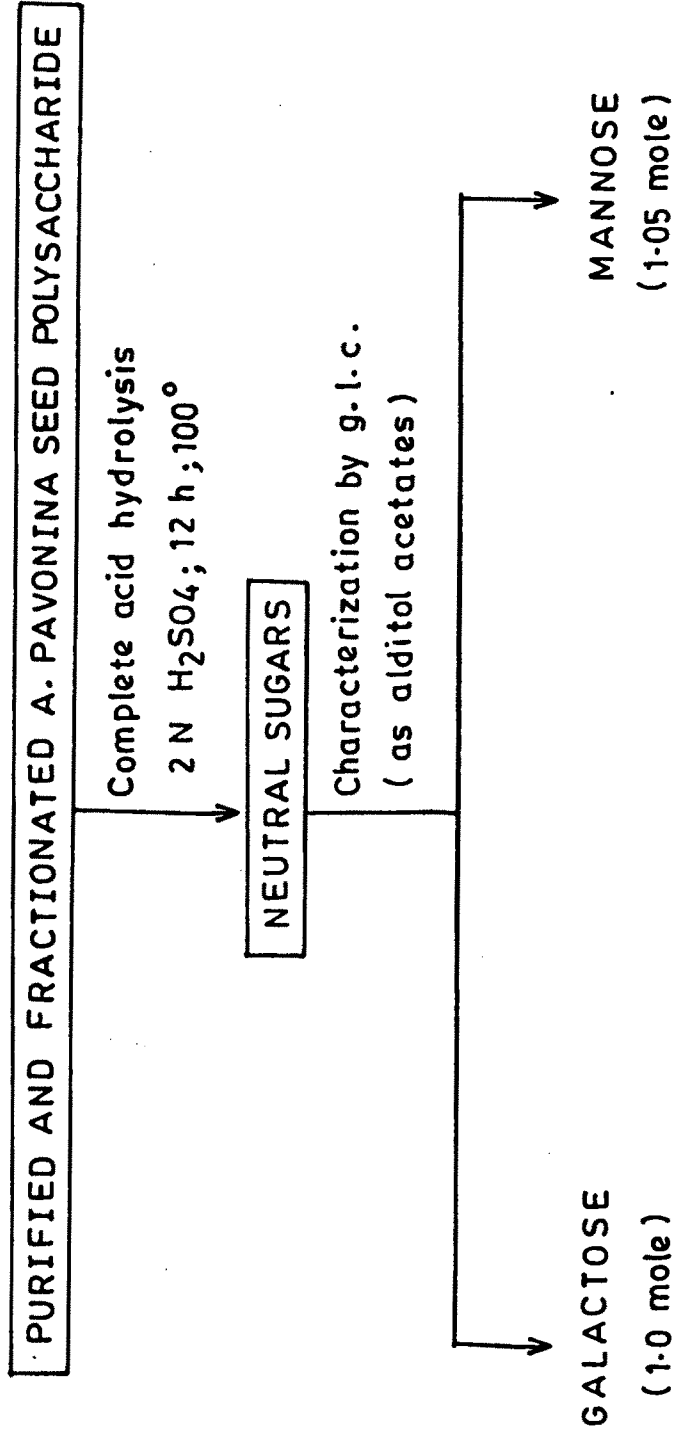 PURIFIED AND FRACTIONATED A. PAVONINA SEED POLYSACCHARIDE
Complete acid hydrolysis
2 N H₂SO₄; 12 h; 100°
NEUTRAL SUGARS
Characterization by g.l.c.
(as alditol acetates)
GALACTOSE
(1·0 mole)
MANNOSE
(1·05 mole)